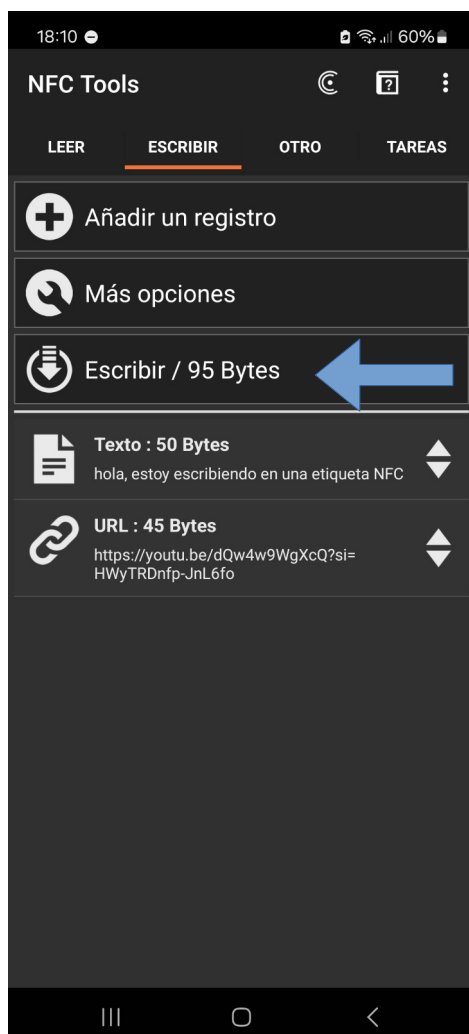 18:10
60%
NFC Tools
LEER
ESCRIBIR
OTRO
TAREAS
Añadir un registro
Más opciones
Escribir / 95 Bytes
Texto : 50 Bytes
hola, estoy escribiendo en una etiqueta NFC
URL : 45 Bytes
https://youtu.be/dQw4w9WgXcQ?si=
HWyTRDnfp-JnL6fo